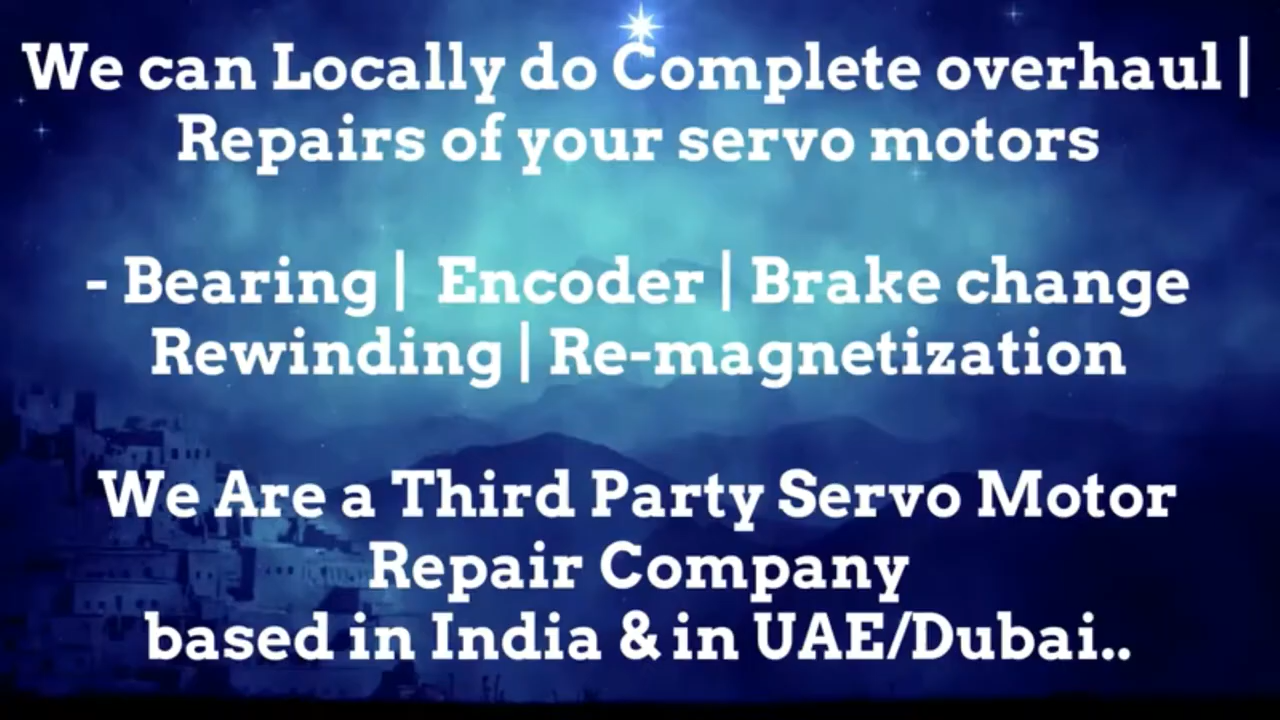 We can Locally do Complete overhaul |
Repairs of your servo motors
- Bearing | Encoder | Brake change
Rewinding | Re-magnetization
We Are a Third Party Servo Motor
Repair Company
based in India & in UAE/Dubai..